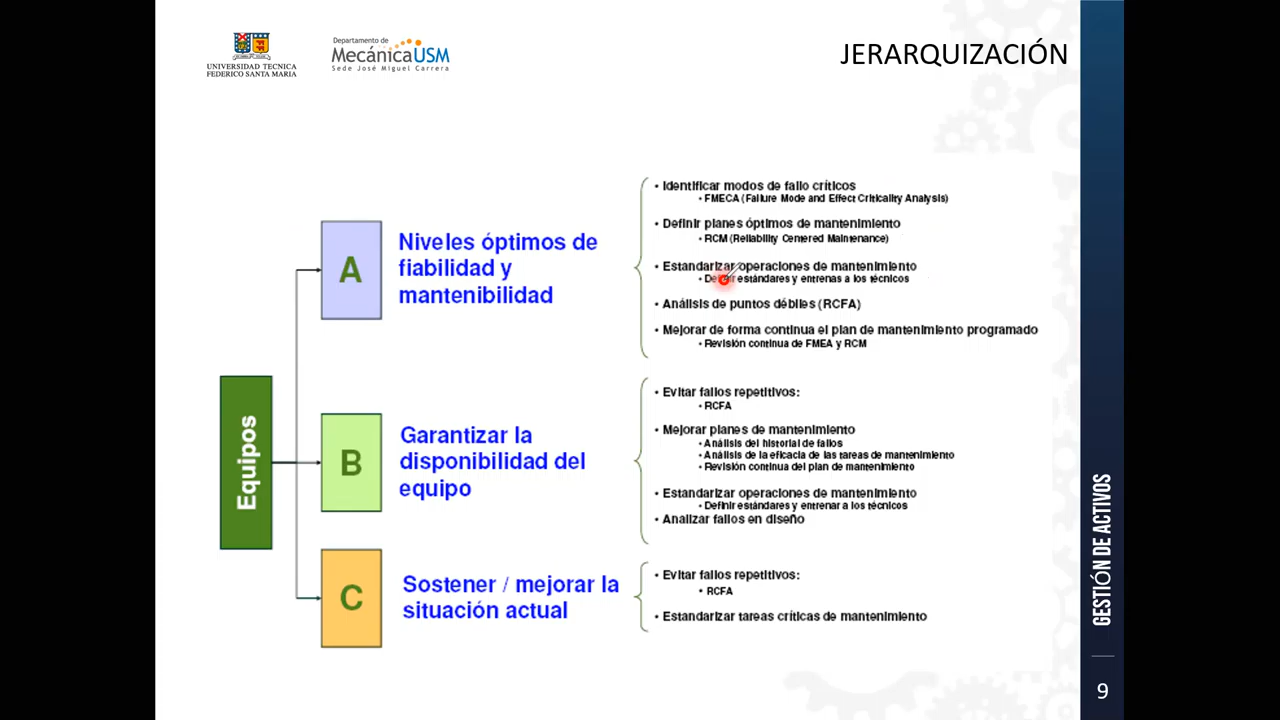 UNIVERSIDAD TECNICA
FEDERICO SANTA MARIA
Departamento de
MecánicaUSM
Sede José Miguel Carrera
JERARQUIZACIÓN
Equipos
A
Niveles óptimos de
fiabilidad y
mantenibilidad
• Identificar modos de fallo críticos
• FMECA (Failure Mode and Effect Criticality Analysis)
• Definir planes óptimos de mantenimiento
• RCM (Reliability Centered Maintenance)
• Estandarizar operaciones de mantenimiento
• Definir estándares y entrenas a los técnicos
• Análisis de puntos débiles (RCFA)
• Mejorar de forma continua el plan de mantenimiento programado
• Revisión continua de FMEA y RCM
B
Garantizar la
disponibilidad del
equipo
• Evitar fallos repetitivos:
• RCFA
• Mejorar planes de mantenimiento
• Análisis del historial de fallos
• Análisis de la eficacia de las tareas de mantenimiento
• Revisión continua del plan de mantenimiento
• Estandarizar operaciones de mantenimiento
• Definir estándares y entrenar a los técnicos
• Analizar fallos en diseño
C
Sostener / mejorar la
situación actual
• Evitar fallos repetitivos:
• RCFA
• Estandarizar tareas críticas de mantenimiento
GESTIÓN DE ACTIVOS
9